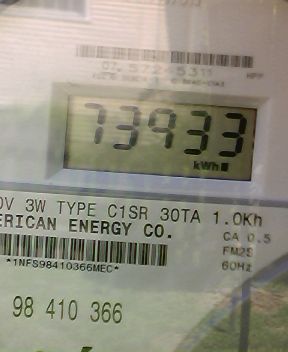 73933
kWh
V 3W TYPE C1SR 30TA 1.0Kh
ERICAN ENERGY CO.
CA 0.5
FM2S
*1NFS98410366MEC*
60Hz
98 410 366